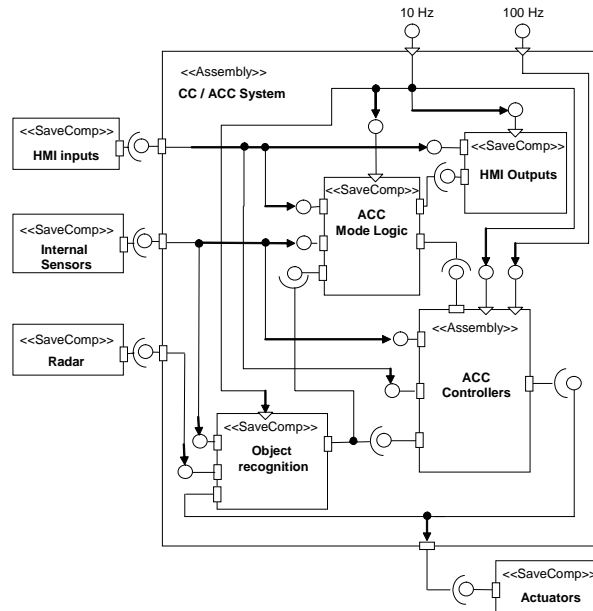 10 Hz
100 Hz
<<Assembly>>
CC / ACC System
<<SaveComp>>
HMI inputs
<<SaveComp>>
HMI Outputs
<<SaveComp>>
ACC
Mode Logic
<<SaveComp>>
Internal
Sensors
<<SaveComp>>
Radar
<<Assembly>>
ACC
Controllers
<<SaveComp>>
Object
recognition
<<SaveComp>>
Actuators